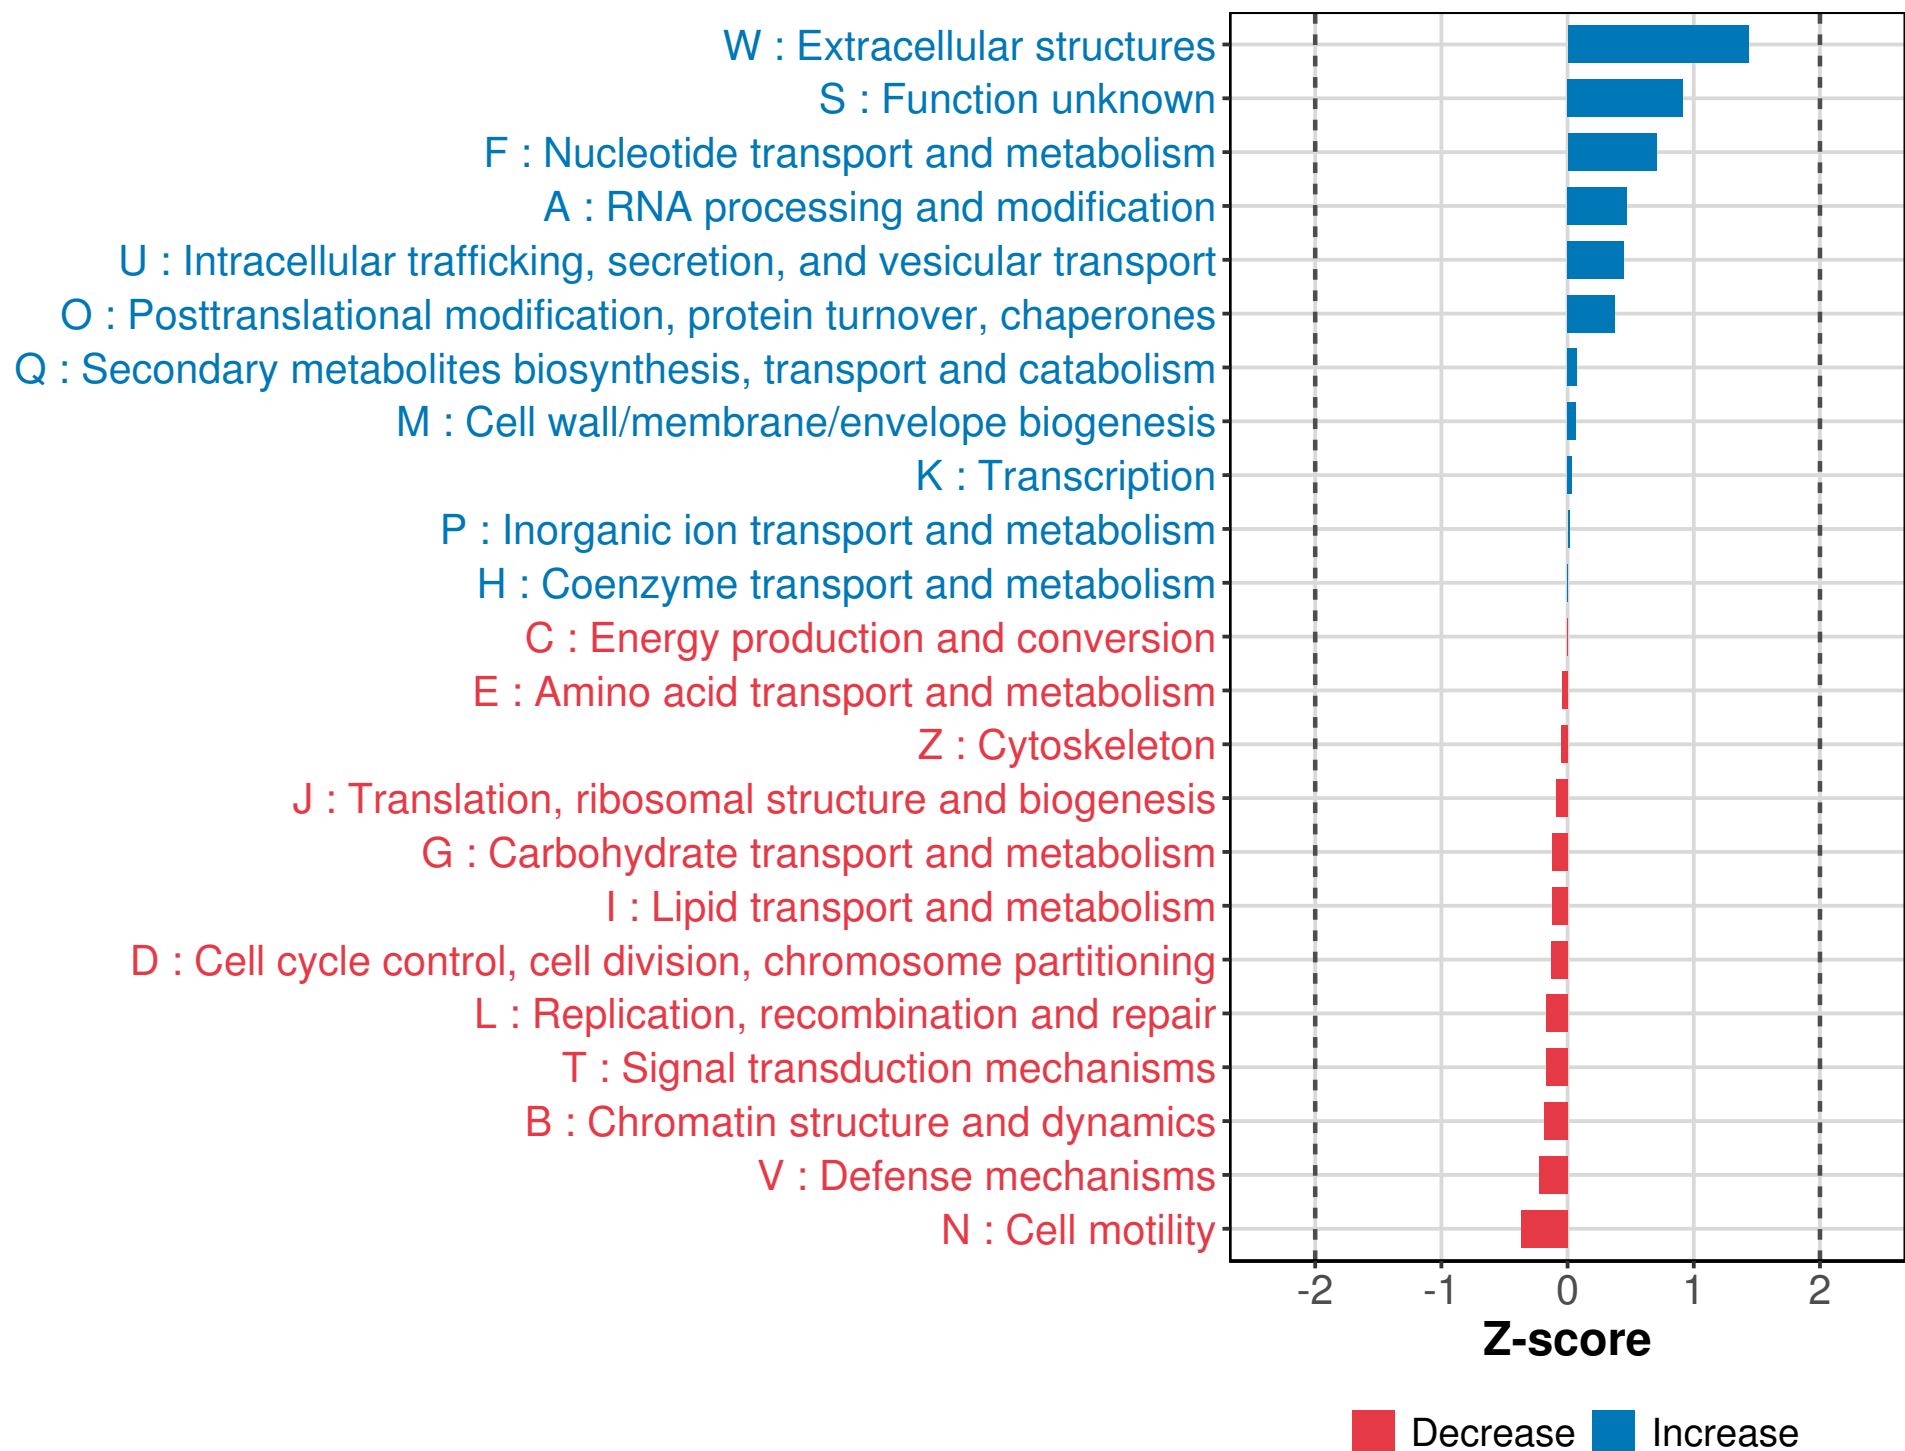 W : Extracellular structures
S : Function unknown
F : Nucleotide transport and metabolism
A : RNA processing and modification
U : Intracellular trafficking, secretion, and vesicular transport
O : Posttranslational modification, protein turnover, chaperones
Q : Secondary metabolites biosynthesis, transport and catabolism
M : Cell wall/membrane/envelope biogenesis
K : Transcription
P : Inorganic ion transport and metabolism
H : Coenzyme transport and metabolism
C : Energy production and conversion
E : Amino acid transport and metabolism
Z : Cytoskeleton
J : Translation, ribosomal structure and biogenesis
G : Carbohydrate transport and metabolism
I : Lipid transport and metabolism
D : Cell cycle control, cell division, chromosome partitioning
L : Replication, recombination and repair
T : Signal transduction mechanisms
B : Chromatin structure and dynamics
V : Defense mechanisms
N : Cell motility
-2 -1 0 1 2
Z-score
Decrease Increase